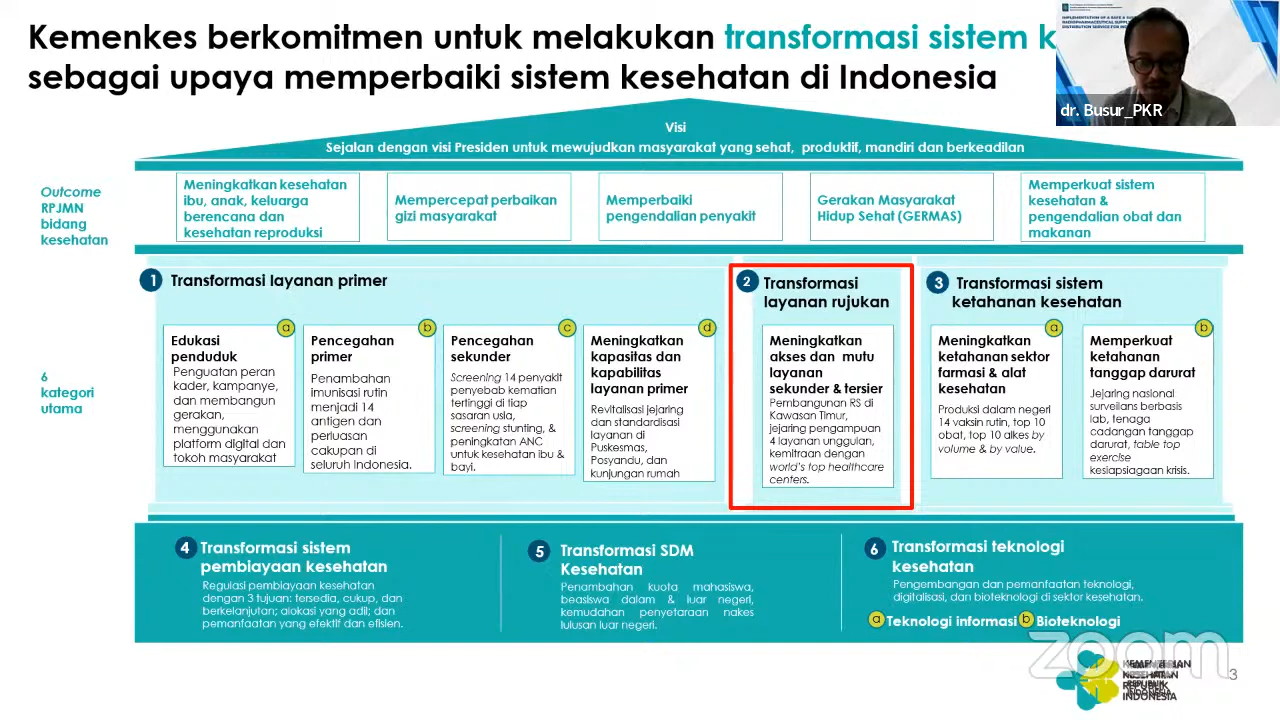 Kemenkes berkomitmen untuk melakukan transformasi sistem k
sebagai upaya memperbaiki sistem kesehatan di Indonesia
IMPLEMENTATION OF A SAFE &
RADIOPHARMACEUTICAL SUPPL
DISTRIBUTION SERVICE FOR
dr. Busur_PKR
Visi
Sejalan dengan visi Presiden untuk mewujudkan masyarakat yang sehat, produktif, mandiri dan berkeadilan
Outcome
RPJMN
bidang
kesehatan
Meningkatkan kesehatan
ibu, anak, keluarga
berencana dan
kesehatan reproduksi
Mempercepat perbaikan
gizi masyarakat
Memperbaiki
pengendalian penyakit
Gerakan Masyarakat
Hidup Sehat (GERMAS)
Memperkuat sistem
kesehatan &
pengendalian obat dan
makanan
6
kategori
utama
1 Transformasi layanan primer
a
Edukasi
penduduk
Penguatan peran
kader, kampanye,
dan membangun
gerakan,
menggunakan
platform digital dan
tokoh masyarakat
b
Pencegahan
primer
Penambahan
imunisasi rutin
menjadi 14
antigen dan
perluasan
cakupan di
seluruh Indonesia.
c
Pencegahan
sekunder
Screening 14 penyakit
penyebab kematian
tertinggi di tiap
sasaran usia,
screening stunting, &
peningkatan ANC
untuk kesehatan ibu &
bayi.
d
Meningkatkan
kapasitas dan
kapabilitas
layanan primer
Revitalisasi jejaring
dan standardisasi
layanan di
Puskesmas,
Posyandu, dan
kunjungan rumah
2 Transformasi
layanan rujukan
Meningkatkan
akses dan mutu
layanan
sekunder & tersier
Pembangunan RS di
Kawasan Timur,
jejaring pengampuan
4 layanan unggulan,
kemitraan dengan
world's top healthcare
centers.
3 Transformasi sistem
ketahanan kesehatan
a
Meningkatkan
ketahanan sektor
farmasi & alat
kesehatan
Produksi dalam negeri
14 vaksin rutin, top 10
obat, top 10 alkes by
volume & by value.
b
Memperkuat
ketahanan
tanggap darurat
Jejaring nasional
surveilans berbasis
lab, tenaga
cadangan tanggap
darurat, table top
exercise
kesiapsiagaan krisis.
4 Transformasi sistem
pembiayaan kesehatan
Regulasi pembiayaan kesehatan
dengan 3 tujuan: tersedia, cukup, dan
berkelanjutan; alokasi yang adil; dan
pemanfaatan yang efektif dan efisien.
5 Transformasi SDM
Kesehatan
Penambahan kuota mahasiswa,
beasiswa dalam & luar negeri,
kemudahan penyetaraan nakes
lulusan luar negeri.
6 Transformasi teknologi
kesehatan
Pengembangan dan pemanfaatan teknologi,
digitalisasi, dan bioteknologi di sektor kesehatan.
a Teknologi informasi b Bioteknologi
zoom
KEMENTERIAN
KESEHATAN
REPUBLIK
INDONESIA
3